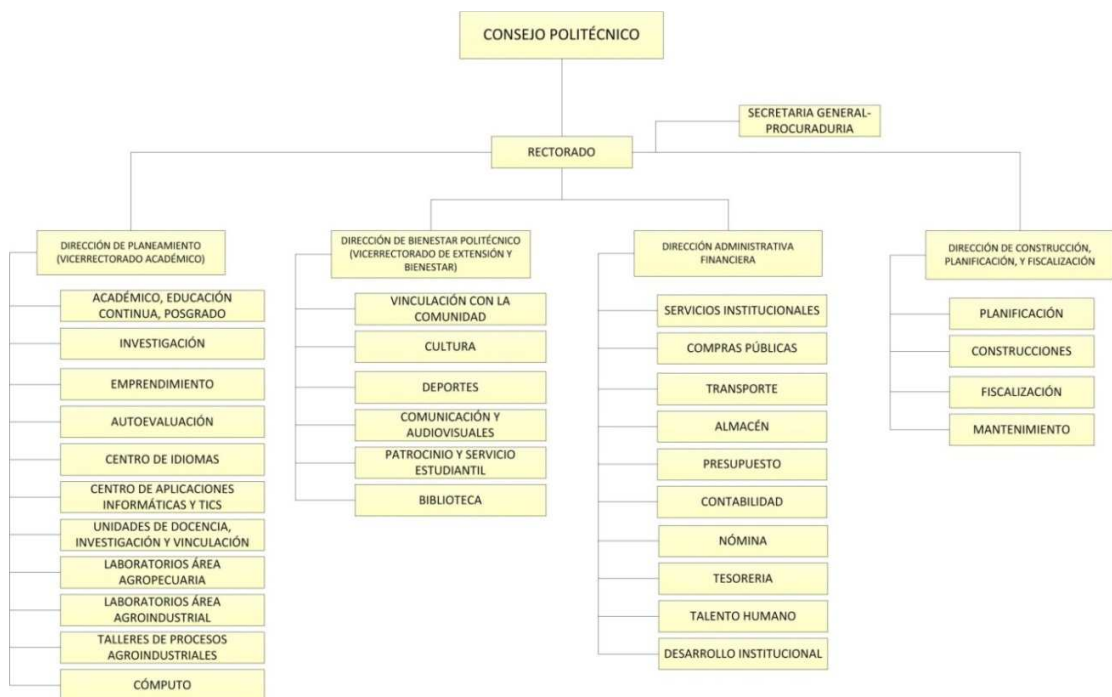 CONSEJO POLITÉCNICO
SECRETARIA GENERAL-
PROCURADURIA
RECTORADO
DIRECCIÓN DE PLANEAMIENTO
(VICERRECTORADO ACADÉMICO)
ACADÉMICO, EDUCACIÓN
CONTINUA, POSGRADO
INVESTIGACIÓN
EMPRENDIMIENTO
AUTOEVALUACIÓN
CENTRO DE IDIOMAS
CENTRO DE APLICACIONES
INFORMÁTICAS Y TICS
UNIDADES DE DOCENCIA,
INVESTIGACIÓN Y VINCULACIÓN
LABORATORIOS ÁREA
AGROPECUARIA
LABORATORIOS ÁREA
AGROINDUSTRIAL
TALLERES DE PROCESOS
AGROINDUSTRIALES
CÓMPUTO
DIRECCIÓN DE BIENESTAR POLITÉCNICO
(VICERRECTORADO DE EXTENSIÓN Y
BIENESTAR)
VINCULACIÓN CON LA
COMUNIDAD
CULTURA
DEPORTES
COMUNICACIÓN Y
AUDIOVISUALES
PATROCINIO Y SERVICIO
ESTUDIANTIL
BIBLIOTECA
DIRECCIÓN ADMINISTRATIVA
FINANCIERA
SERVICIOS INSTITUCIONALES
COMPRAS PÚBLICAS
TRANSPORTE
ALMACÉN
PRESUPUESTO
CONTABILIDAD
NÓMINA
TESORERIA
TALENTO HUMANO
DESARROLLO INSTITUCIONAL
DIRECCIÓN DE CONSTRUCCIÓN,
PLANIFICACIÓN, Y FISCALIZACIÓN
PLANIFICACIÓN
CONSTRUCCIONES
FISCALIZACIÓN
MANTENIMIENTO